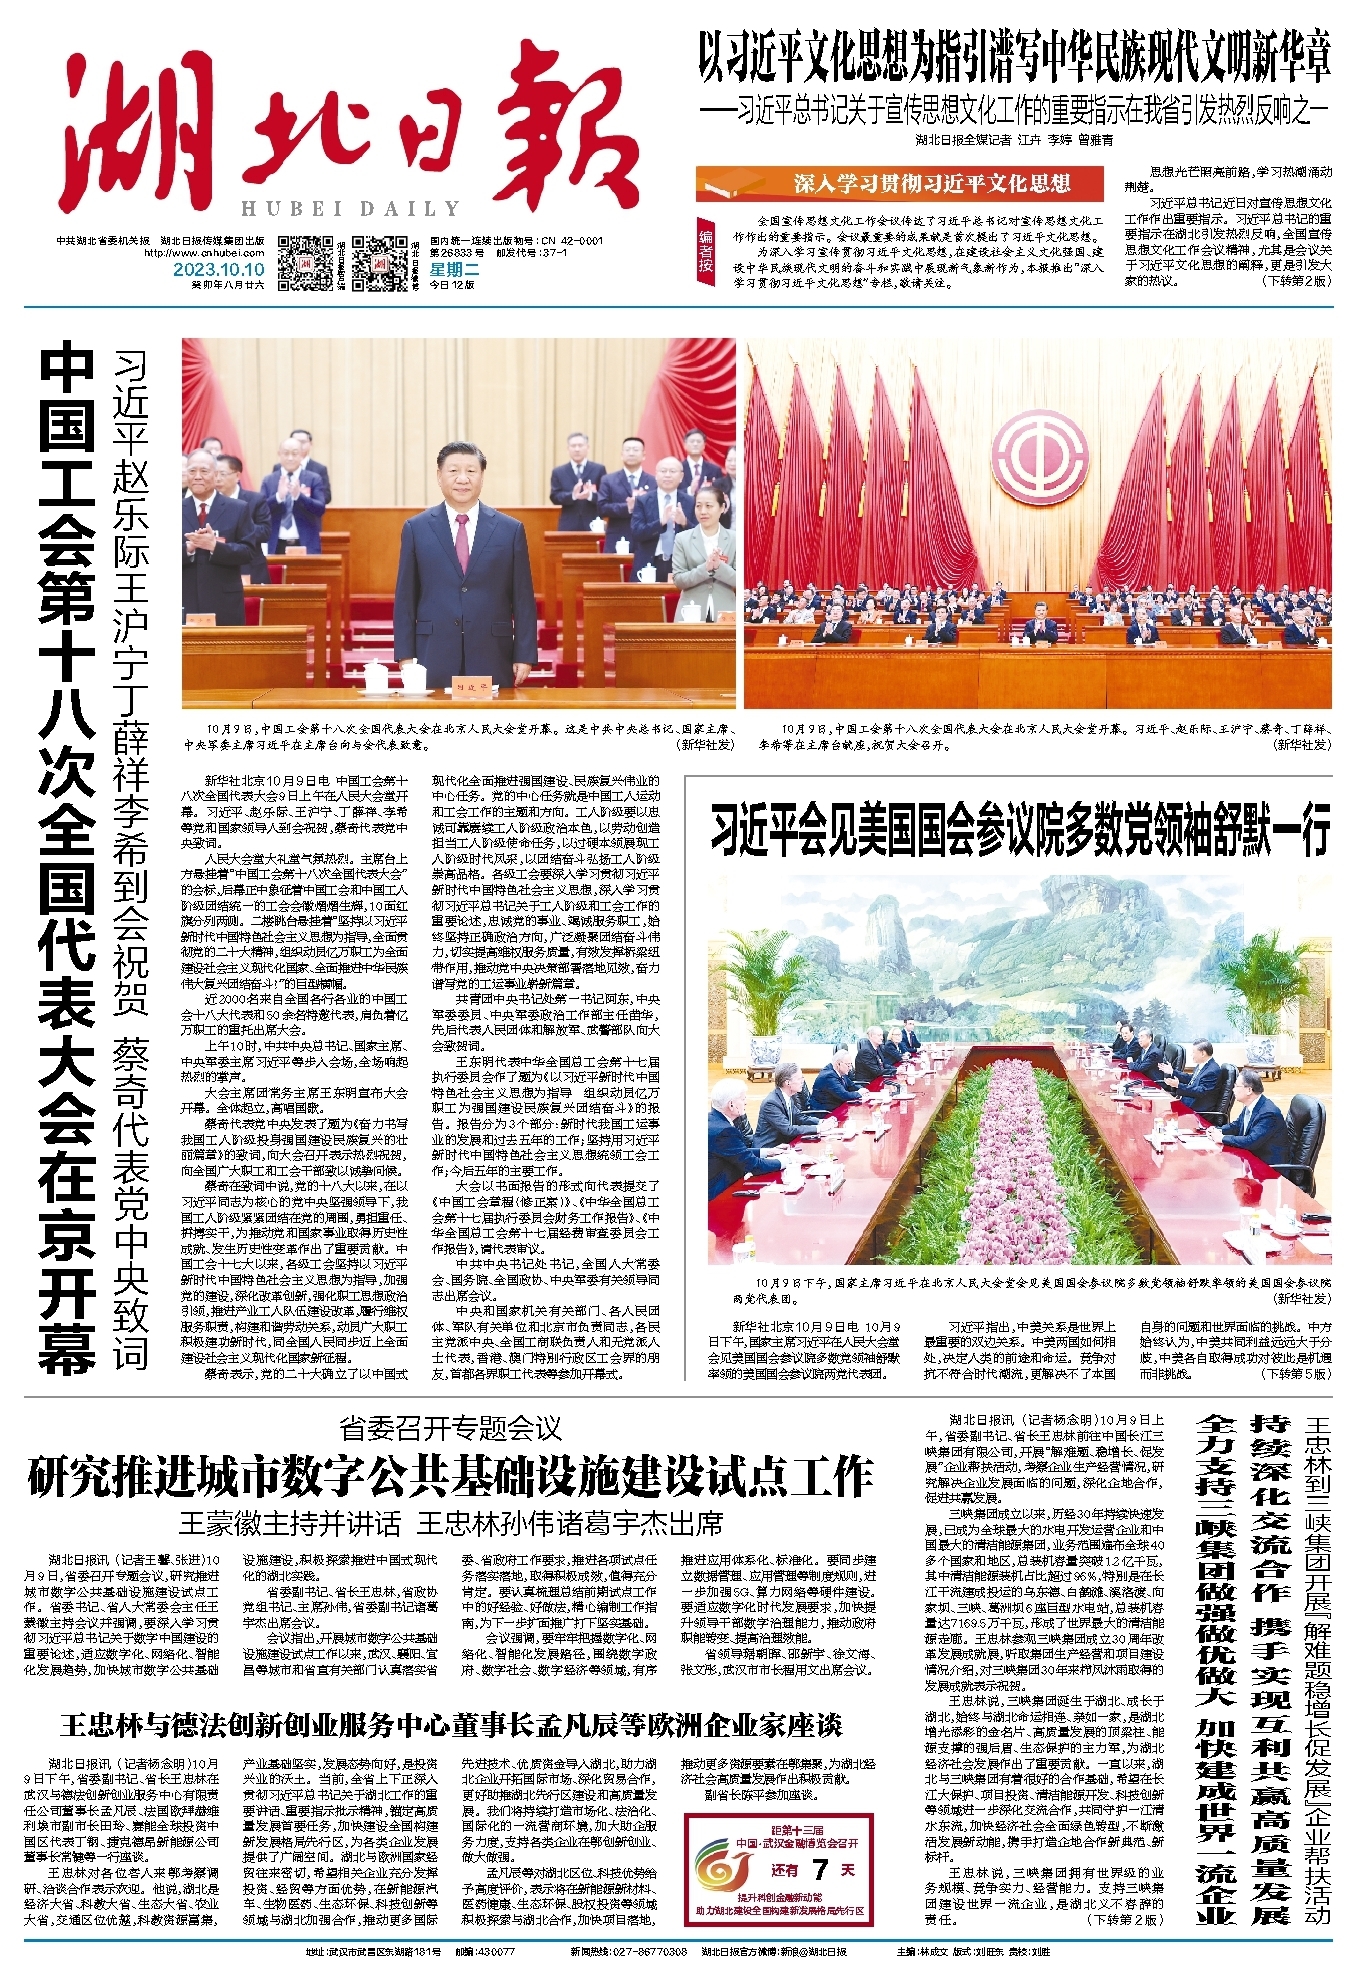 湖北日報
HUBEI DAILY
中共湖北省委机关报 湖北日报传媒集团出版
http://www.cnhubei.com
2023.10.10
癸卯年八月廿六
国内统一连续出版物号:CN 42-0001
第26833号 邮发代号:37-1
星期二
今日12版
以习近平文化思想为指引谱写中华民族现代文明新华章
——习近平总书记关于宣传思想文化工作的重要指示在我省引发热烈反响之一
湖北日报全媒记者 江卉 李婷 曾雅青
深入学习贯彻习近平文化思想
编者按
全国宣传思想文化工作会议传达了习近平总书记对宣传思想文化工
作作出的重要指示。会议最重要的成果就是首次提出了习近平文化思想。
为深入学习宣传贯彻习近平文化思想,在建设社会主义文化强国、建
设中华民族现代文明的奋斗和实践中展现新气象新作为,本报推出“深入
学习贯彻习近平文化思想”专栏,敬请关注。
思想光芒照亮前路,学习热潮涌动
荆楚。
习近平总书记近日对宣传思想文化
工作作出重要指示。习近平总书记的重
要指示在湖北引发热烈反响,全国宣传
思想文化工作会议精神,尤其是会议关
于习近平文化思想的阐释,更是引发大
家的热议。 (下转第2版)
中国工会第十八次全国代表大会在京开幕
习近平赵乐际王沪宁丁薛祥李希到会祝贺 蔡奇代表党中央致词
10月9日,中国工会第十八次全国代表大会在北京人民大会堂开幕。这是中共中央总书记、国家主席、
中央军委主席习近平在主席台向与会代表致意。 (新华社发)
10月9日,中国工会第十八次全国代表大会在北京人民大会堂开幕。习近平、赵乐际、王沪宁、蔡奇、丁薛祥、
李希等在主席台就座,祝贺大会召开。 (新华社发)
新华社北京10月9日电 中国工会第十
八次全国代表大会9日上午在人民大会堂开
幕。习近平、赵乐际、王沪宁、丁薛祥、李希
等党和国家领导人到会祝贺,蔡奇代表党中
央致词。
人民大会堂大礼堂气氛热烈。主席台上
方悬挂着“中国工会第十八次全国代表大会”
的会标,后幕正中象征着中国工会和中国工人
阶级团结统一的工会会徽熠熠生辉,10面红
旗分列两侧。二楼眺台悬挂着“坚持以习近平
新时代中国特色社会主义思想为指导,全面贯
彻党的二十大精神,组织动员亿万职工为全面
建设社会主义现代化国家、全面推进中华民族
伟大复兴团结奋斗!”的巨型横幅。
近2000名来自全国各行各业的中国工
会十八大代表和50余名特邀代表,肩负着亿
万职工的重托出席大会。
上午10时,中共中央总书记、国家主席、
中央军委主席习近平等步入会场,全场响起
热烈的掌声。
大会主席团常务主席王东明宣布大会
开幕。全体起立,高唱国歌。
蔡奇代表党中央发表了题为《奋力书写
我国工人阶级投身强国建设民族复兴的壮
丽篇章》的致词,向大会召开表示热烈祝贺,
向全国广大职工和工会干部致以诚挚问候。
蔡奇在致词中说,党的十八大以来,在以
习近平同志为核心的党中央坚强领导下,我
国工人阶级紧紧团结在党的周围,勇担重任、
拼搏实干,为推动党和国家事业取得历史性
成就、发生历史性变革作出了重要贡献。中
国工会十七大以来,各级工会坚持以习近平
新时代中国特色社会主义思想为指导,加强
党的建设,深化改革创新,强化职工思想政治
引领,推进产业工人队伍建设改革,履行维权
服务职责,构建和谐劳动关系,动员广大职工
积极建功新时代,同全国人民同步迈上全面
建设社会主义现代化国家新征程。
蔡奇表示,党的二十大确立了以中国式
现代化全面推进强国建设、民族复兴伟业的
中心任务。党的中心任务就是中国工人运动
和工会工作的主题和方向。工人阶级要以忠
诚可靠赓续工人阶级政治本色,以劳动创造
担当工人阶级使命任务,以过硬本领展现工
人阶级时代风采,以团结奋斗弘扬工人阶级
崇高品格。各级工会要深入学习贯彻习近平
新时代中国特色社会主义思想,深入学习贯
彻习近平总书记关于工人阶级和工会工作的
重要论述,忠诚党的事业、竭诚服务职工,始
终坚持正确政治方向,广泛凝聚团结奋斗伟
力,切实提高维权服务质量,有效发挥桥梁纽
带作用,推动党中央决策部署落地见效,奋力
谱写党的工运事业崭新篇章。
共青团中央书记处第一书记阿东,中央
军委委员、中央军委政治工作部主任苗华,
先后代表人民团体和解放军、武警部队向大
会致贺词。
王东明代表中华全国总工会第十七届
执行委员会作了题为《以习近平新时代中国
特色社会主义思想为指导 组织动员亿万
职工为强国建设民族复兴团结奋斗》的报
告。报告分为3个部分:新时代我国工运事
业的发展和过去五年的工作;坚持用习近平
新时代中国特色社会主义思想统领工会工
作;今后五年的主要工作。
大会以书面报告的形式向代表提交了
《中国工会章程(修正案)》、《中华全国总工
会第十七届执行委员会财务工作报告》、《中
华全国总工会第十七届经费审查委员会工
作报告》,请代表审议。
中共中央书记处书记,全国人大常委
会、国务院、全国政协、中央军委有关领导同
志出席会议。
中央和国家机关有关部门、各人民团
体、军队有关单位和北京市负责同志,各民
主党派中央、全国工商联负责人和无党派人
士代表,香港、澳门特别行政区工会界的朋
友,首都各界职工代表等参加开幕式。
习近平会见美国国会参议院多数党领袖舒默一行
10月9日下午,国家主席习近平在北京人民大会堂会见美国国会参议院多数党领袖舒默率领的美国国会参议院
两党代表团。 (新华社发)
新华社北京10月9日电 10月9
日下午,国家主席习近平在人民大会堂
会见美国国会参议院多数党领袖舒默
率领的美国国会参议院两党代表团。
习近平指出,中美关系是世界上
最重要的双边关系。中美两国如何相
处,决定人类的前途和命运。竞争对
抗不符合时代潮流,更解决不了本国
自身的问题和世界面临的挑战。中方
始终认为,中美共同利益远远大于分
歧,中美各自取得成功对彼此是机遇
而非挑战。 (下转第5版)
省委召开专题会议
研究推进城市数字公共基础设施建设试点工作
王蒙徽主持并讲话 王忠林孙伟诸葛宇杰出席
湖北日报讯 (记者王馨、张进)10
月9日,省委召开专题会议,研究推进
城市数字公共基础设施建设试点工
作。省委书记、省人大常委会主任王
蒙徽主持会议并强调,要深入学习贯
彻习近平总书记关于数字中国建设的
重要论述,适应数字化、网络化、智能
化发展趋势,加快城市数字公共基础
设施建设,积极探索推进中国式现代
化的湖北实践。
省委副书记、省长王忠林,省政协
党组书记、主席孙伟,省委副书记诸葛
宇杰出席会议。
会议指出,开展城市数字公共基础
设施建设试点工作以来,武汉、襄阳、宜
昌等城市和省直有关部门认真落实省
委、省政府工作要求,推进各项试点任
务落实落地,取得积极成效,值得充分
肯定。要认真梳理总结前期试点工作
中的好经验、好做法,精心编制工作指
南,为下一步扩面推广打下坚实基础。
会议强调,要牢牢把握数字化、网
络化、智能化发展路径,围绕数字政
府、数字社会、数字经济等领域,有序
推进应用体系化、标准化。要同步建
立数据管理、应用管理等制度规则,进
一步加强5G、算力网络等硬件建设。
要适应数字化时代发展要求,加快提
升领导干部数字治理能力,推动政府
职能转变、提高治理效能。
省领导琚朝晖、邵新宇、徐文海、
张文彤,武汉市市长程用文出席会议。
王忠林与德法创新创业服务中心董事长孟凡辰等欧洲企业家座谈
湖北日报讯 (记者杨念明)10月
9日下午,省委副书记、省长王忠林在
武汉与德法创新创业服务中心有限责
任公司董事长孟凡辰、法国欧拜赫维
利埃市副市长田玲、赛能全球投资中
国区代表丁钢、捷克德昂新能源公司
董事长常键等一行座谈。
王忠林对各位客人来鄂考察调
研、洽谈合作表示欢迎。他说,湖北是
经济大省、科教大省、生态大省、农业
大省,交通区位优越,科教资源富集,
产业基础坚实,发展态势向好,是投资
兴业的沃土。当前,全省上下正深入
贯彻习近平总书记关于湖北工作的重
要讲话、重要指示批示精神,锚定高质
量发展首要任务,加快建设全国构建
新发展格局先行区,为各类企业发展
提供了广阔空间。湖北与欧洲国家经
贸往来密切,希望相关企业充分发挥
投资、经贸等方面优势,在新能源汽
车、生物医药、生态环保、科技创新等
领域与湖北加强合作,推动更多国际
先进技术、优质资金导入湖北,助力湖
北企业开拓国际市场、深化贸易合作,
更好助推湖北先行区建设和高质量发
展。我们将持续打造市场化、法治化、
国际化的一流营商环境,加大助企服
务力度,支持各类企业在鄂创新创业、
做大做强。
孟凡辰等对湖北区位、科技优势给
予高度评价,表示将在新能源新材料、
医药健康、生态环保、股权投资等领域
积极探索与湖北合作,加快项目落地,
推动更多资源要素在鄂集聚,为湖北经
济社会高质量发展作出积极贡献。
副省长陈平参加座谈。
距第十三届
中国·武汉金融博览会召开
还有 7 天
提升科创金融新动能
助力湖北建设全国构建新发展格局先行区
王忠林到三峡集团开展“解难题稳增长促发展”企业帮扶活动
持续深化交流合作 携手实现互利共赢高质量发展
全力支持三峡集团做强做优做大 加快建成世界一流企业
湖北日报讯 (记者杨念明)10月9日上
午,省委副书记、省长王忠林前往中国长江三
峡集团有限公司,开展“解难题、稳增长、促发
展”企业帮扶活动,考察企业生产经营情况,研
究解决企业发展面临的问题,深化企地合作,
促进共赢发展。
三峡集团成立以来,历经30年持续快速发
展,已成为全球最大的水电开发运营企业和中
国最大的清洁能源集团,业务范围遍布全球40
多个国家和地区,总装机容量突破1.2亿千瓦,
其中清洁能源装机占比超过96%,特别是在长
江干流建成投运的乌东德、白鹤滩、溪洛渡、向
家坝、三峡、葛洲坝6座巨型水电站,总装机容
量达7169.5万千瓦,形成了世界最大的清洁能
源走廊。王忠林参观三峡集团成立30周年改
革发展成就展,听取集团生产经营和项目建设
情况介绍,对三峡集团30年来栉风沐雨取得的
发展成就表示祝贺。
王忠林说,三峡集团诞生于湖北、成长于
湖北,始终与湖北命运相连、亲如一家,是湖北
增光添彩的金名片、高质量发展的顶梁柱、能
源支撑的强后盾、生态保护的主力军,为湖北
经济社会发展作出了重要贡献。一直以来,湖
北与三峡集团有着很好的合作基础,希望在长
江大保护、项目投资、清洁能源开发、科技创新
等领域进一步深化交流合作,共同守护一江清
水东流,加快经济社会全面绿色转型,不断激
活发展新动能,携手打造企地合作新典范、新
标杆。
王忠林说,三峡集团拥有世界级的业
务规模、竞争实力、经营能力。支持三峡集
团建设世界一流企业,是湖北义不容辞的
责任。 (下转第2版)
地址:武汉市武昌区东湖路181号 邮编:430077 新闻热线:027-86770308 湖北日报官方微博:新浪@湖北日报 主编:林成文 版式:刘旺东 责校:刘胜